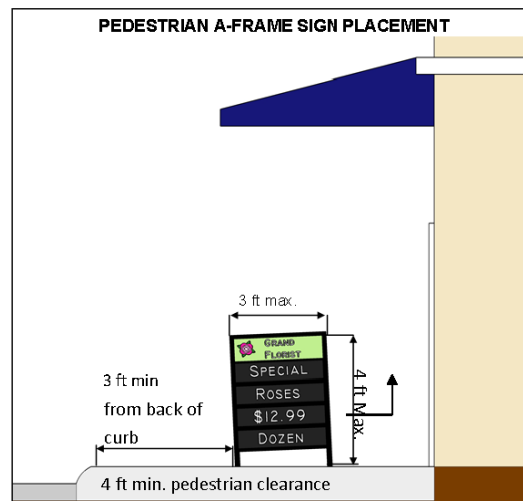 PEDESTRIAN A-FRAME SIGN PLACEMENT
3 ft max.
GRAND
FLORIST
SPECIAL
ROSES
$12.99
DOZEN
4 ft Max.
3 ft min
from back of
curb
4 ft min. pedestrian clearance